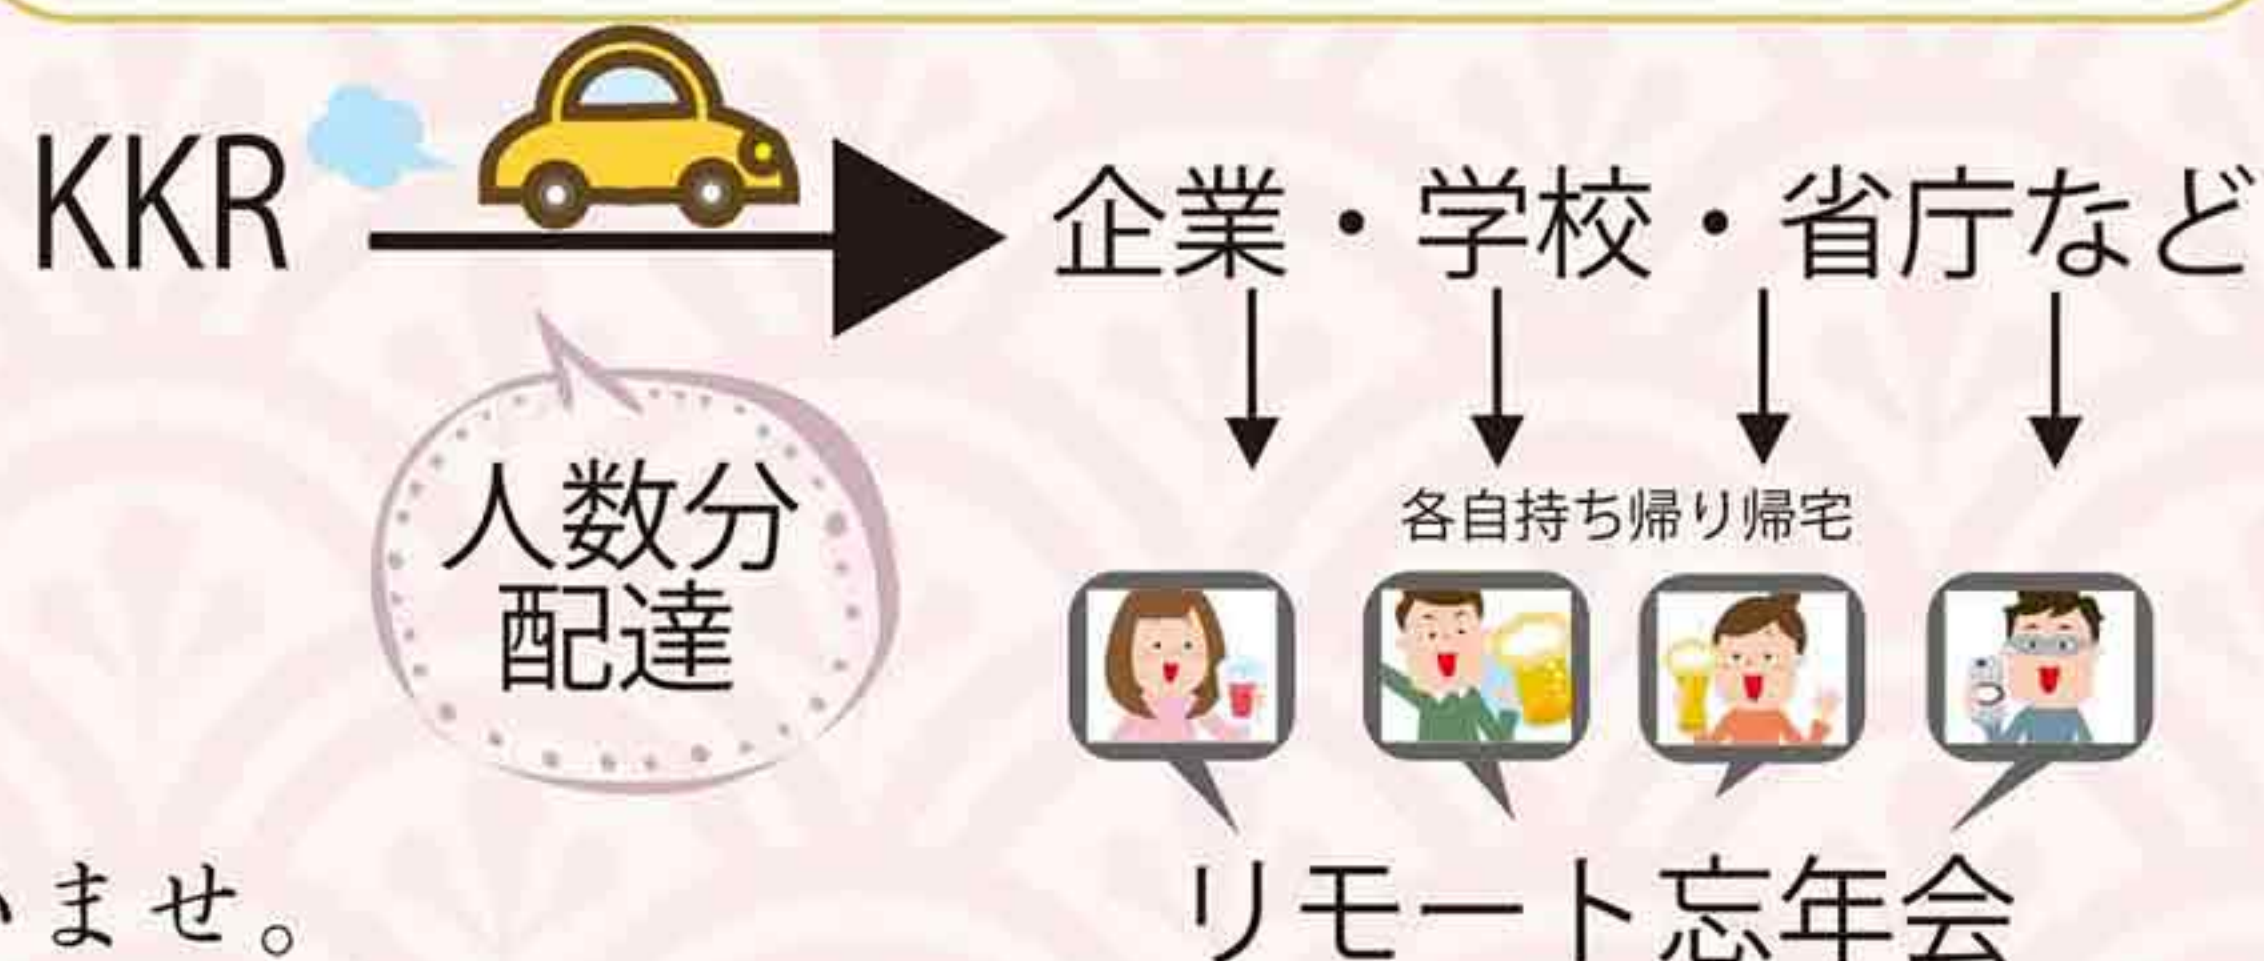 KKR
企業・学校・省庁など
人数分
配達
各自持ち帰り帰宅
いませ。
リモート忘年会